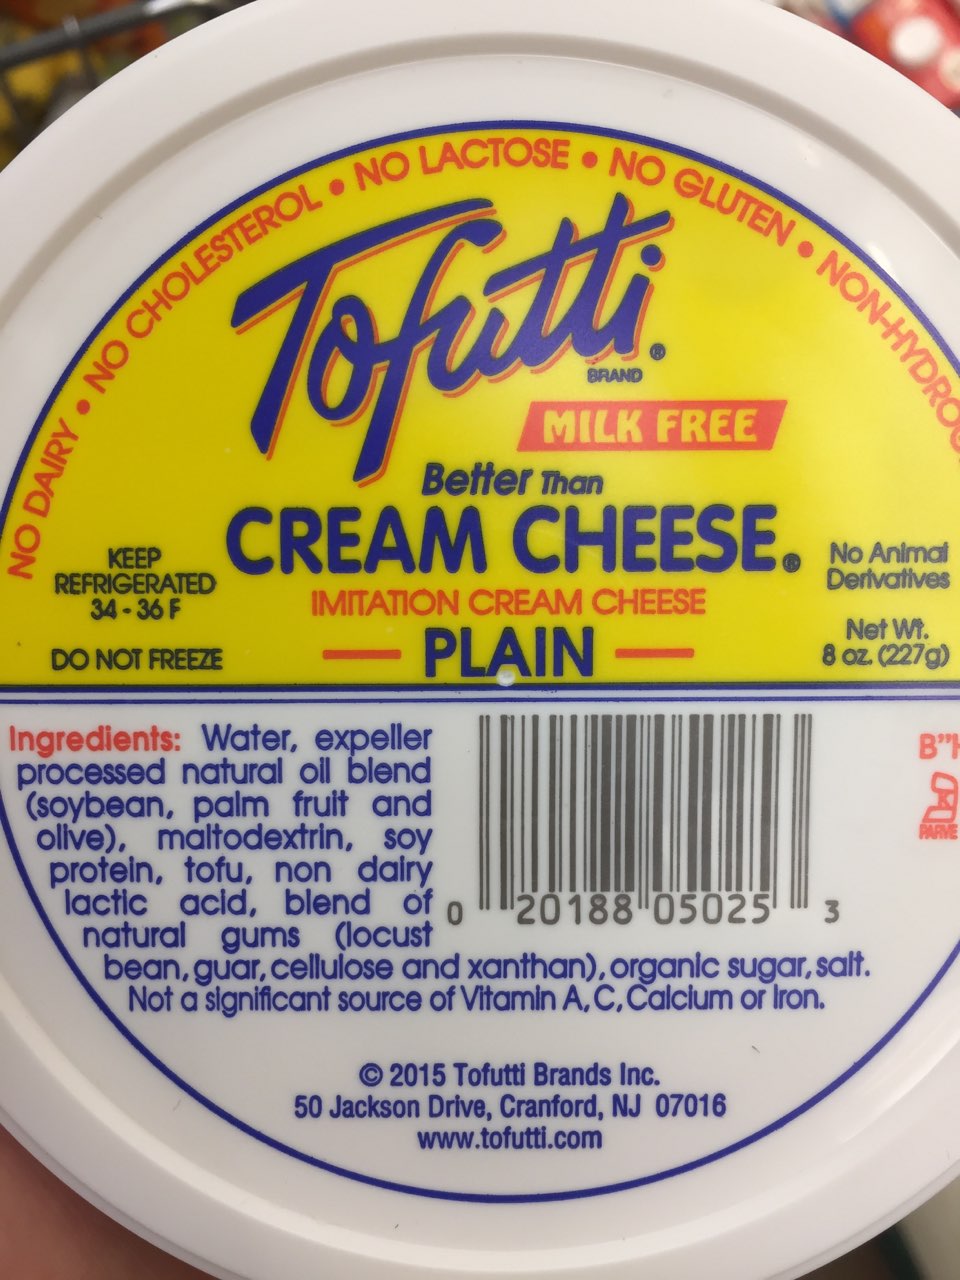 NO DAIRY • NO CHOLESTEROL • NO LACTOSE • NO GLUTEN •
Tofutti®
BRAND
MILK FREE
Better Than
CREAM CHEESE®
IMITATION CREAM CHEESE
PLAIN
KEEP
REFRIGERATED
34 - 36 F
DO NOT FREEZE
No Animal
Derivatives
Net Wt.
8 oz. (227g)
Ingredients: Water, expeller
processed natural oil blend
(soybean, palm fruit and
olive), maltodextrin, soy
protein, tofu, non dairy
lactic acid, blend of
natural gums (locust
bean, guar, cellulose and xanthan), organic sugar, salt.
Not a significant source of Vitamin A, C, Calcium or Iron.
0 20188 05025 3
K
PARVE
© 2015 Tofutti Brands Inc.
50 Jackson Drive, Cranford, NJ 07016
www.tofutti.com